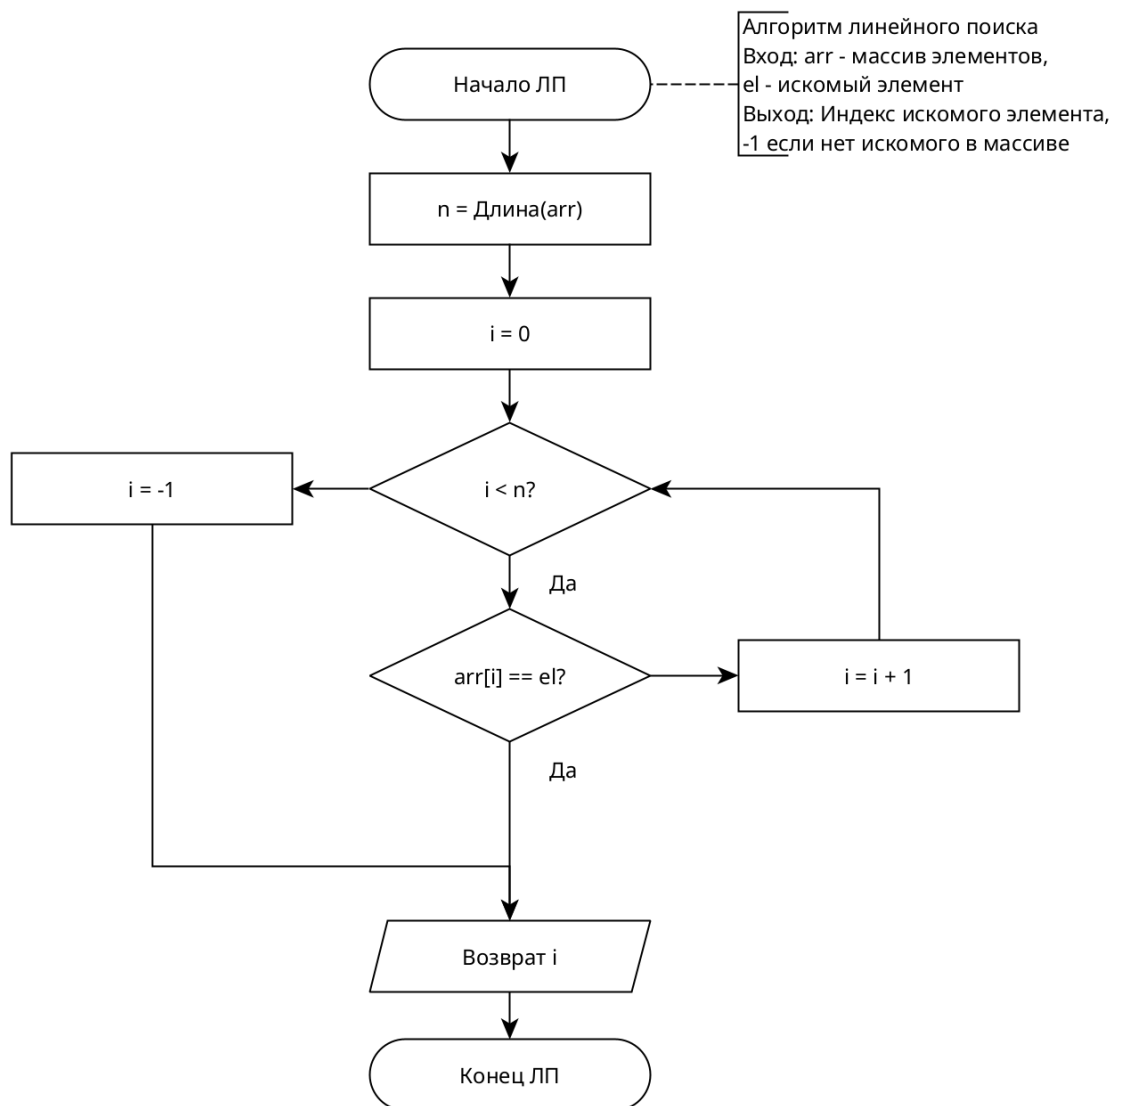 Алгоритм линейного поиска
Вход: arr - массив элементов,
el - искомый элемент
Выход: Индекс искомого элемента,
-1 если нет искомого в массиве
Начало ЛП
n = Длина(arr)
i = 0
i < n?
i = -1
Да
arr[i] == el?
i = i + 1
Да
Возврат i
Конец ЛП